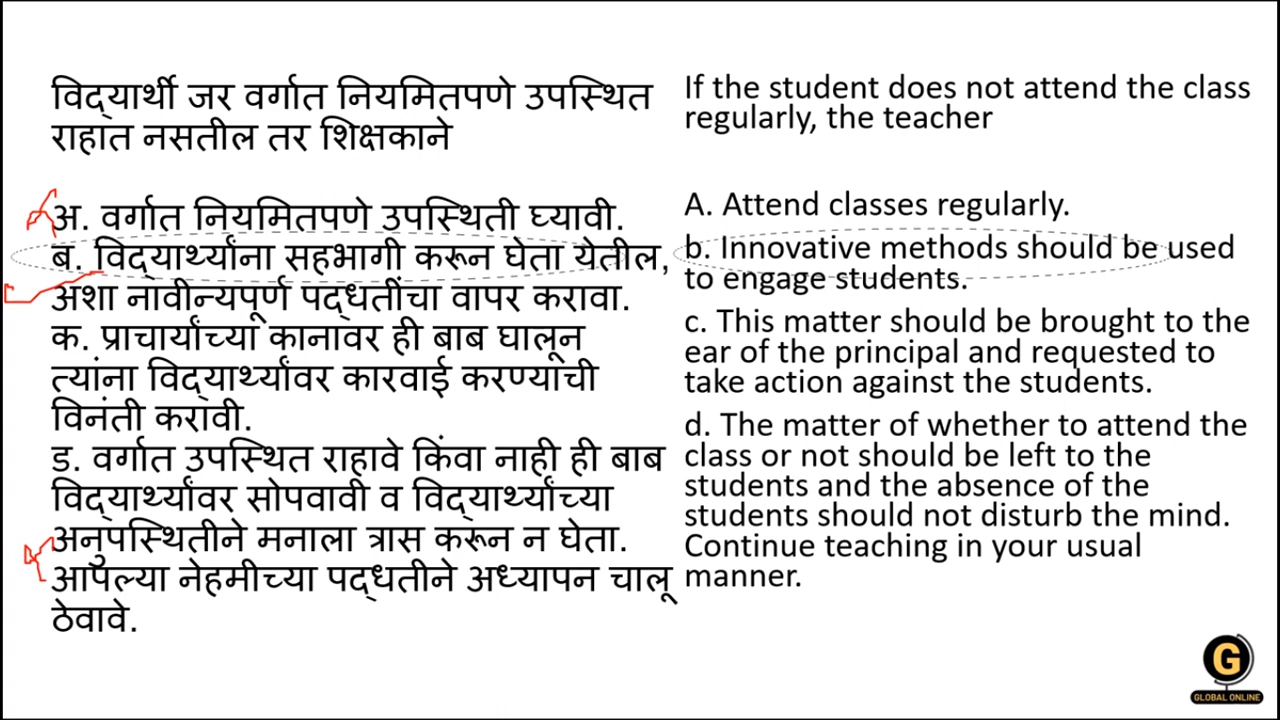 विद्यार्थी जर वर्गात नियमितपणे उपस्थित
राहात नसतील तर शिक्षकाने
अ. वर्गात नियमितपणे उपस्थिती घ्यावी.
ब. विद्यार्थ्यांना सहभागी करून घेता येतील,
अशा नावीन्यपूर्ण पद्धतींचा वापर करावा.
क. प्राचार्यांच्या कानावर ही बाब घालून
त्यांना विद्यार्थ्यांवर कारवाई करण्याची
विनंती करावी.
ड. वर्गात उपस्थित राहावे किंवा नाही ही बाब
विद्यार्थ्यांवर सोपवावी व विद्यार्थ्यांच्या
अनुपस्थितीने मनाला त्रास करून न घेता.
आपल्या नेहमीच्या पद्धतीने अध्यापन चालू
ठेवावे.
If the student does not attend the class
regularly, the teacher
A. Attend classes regularly.
b. Innovative methods should be used
to engage students.
c. This matter should be brought to the
ear of the principal and requested to
take action against the students.
d. The matter of whether to attend the
class or not should be left to the
students and the absence of the
students should not disturb the mind.
Continue teaching in your usual
manner.
G
GLOBAL ONLINE